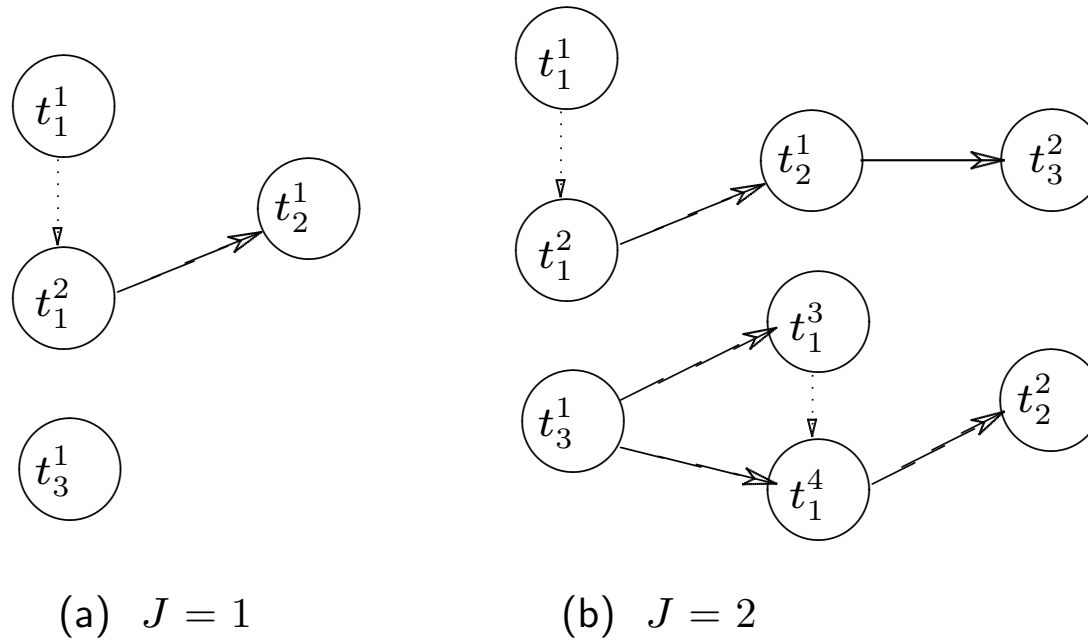 t_1^1
t_1^2
t_2^1
t_3^1
(a) J = 1
t_1^1
t_1^2
t_2^1
t_3^2
t_3^1
t_1^3
t_1^4
t_2^2
(b) J = 2